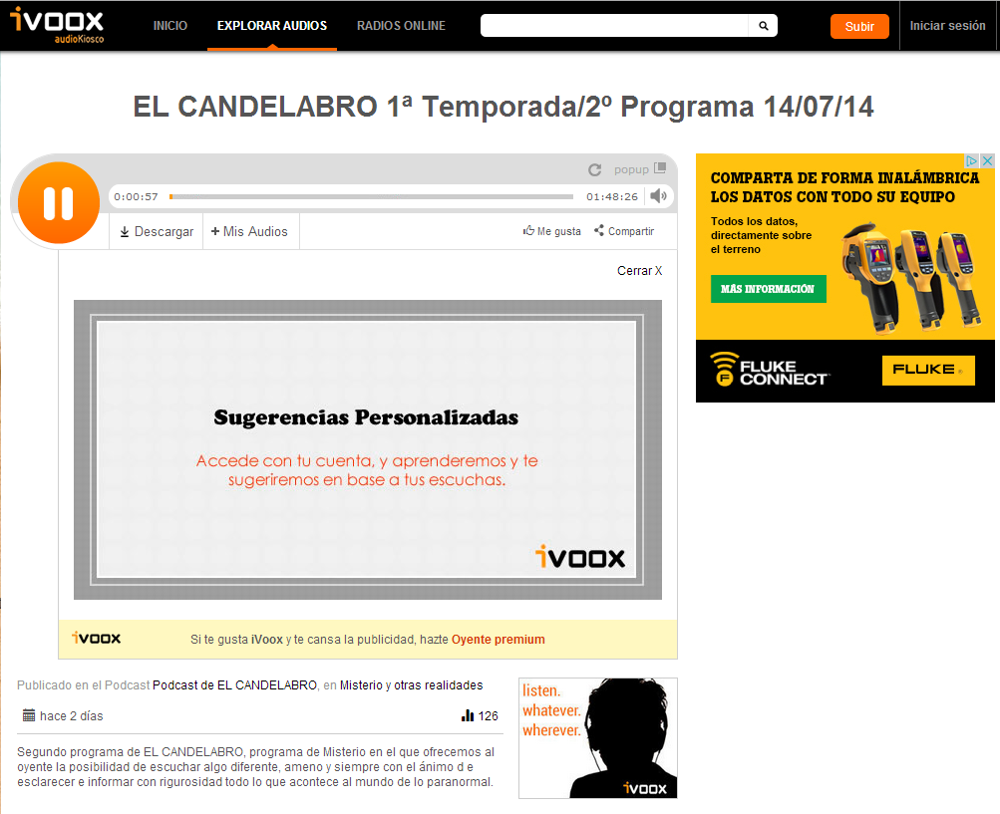 iVOOX
audioKiosco
INICIO
EXPLORAR AUDIOS
RADIOS ONLINE
Subir
Iniciar sesión
EL CANDELABRO 1ª Temporada/2º Programa 14/07/14
popup
0:00:57
01:48:26
Descargar
+ Mis Audios
Me gusta
Compartir
Cerrar X
Sugerencias Personalizadas
Accede con tu cuenta, y aprenderemos y te
sugeriremos en base a tus escuchas.
iVOOX
iVOOX
Si te gusta iVoox y te cansa la publicidad, hazte Oyente premium
COMPARTA DE FORMA INALÁMBRICA
LOS DATOS CON TODO SU EQUIPO
Todos los datos,
directamente sobre
el terreno
MÁS INFORMACIÓN
FLUKE
CONNECT
FLUKE
Publicado en el Podcast Podcast de EL CANDELABRO, en Misterio y otras realidades
hace 2 días
126
Segundo programa de EL CANDELABRO, programa de Misterio en el que ofrecemos al
oyente la posibilidad de escuchar algo diferente, ameno y siempre con el ánimo d e
esclarecer e informar con rigurosidad todo lo que acontece al mundo de lo paranormal.
listen.
whatever.
wherever.
iVOOX